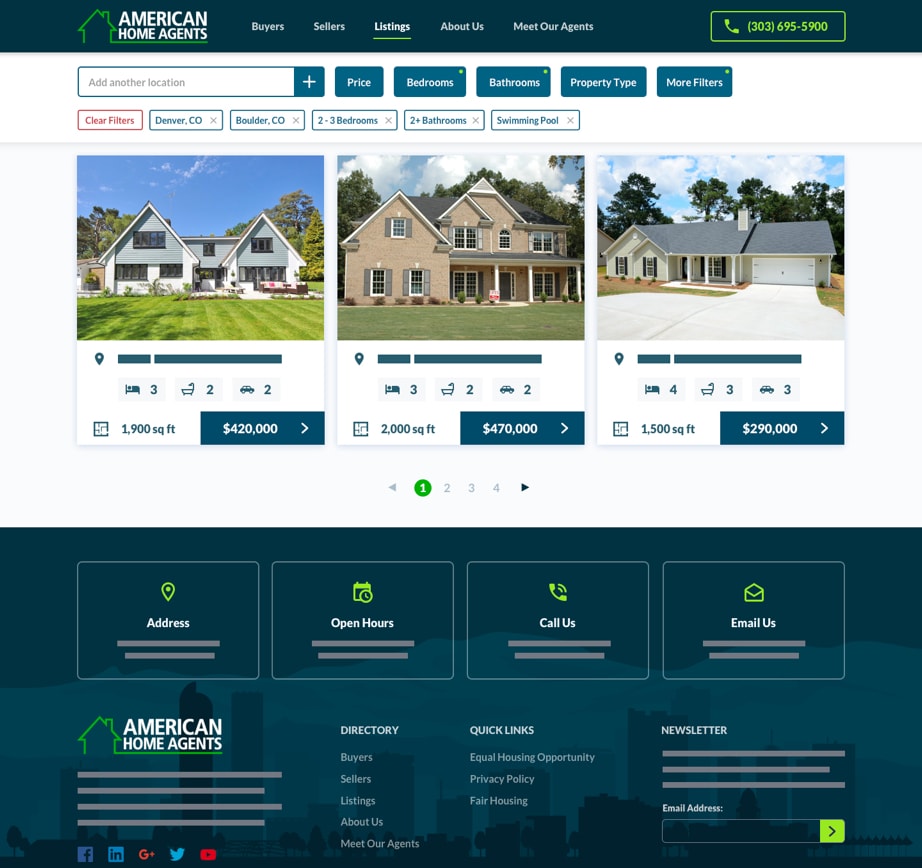 AMERICAN
HOME AGENTS
Buyers Sellers Listings About Us Meet Our Agents
(303) 695-5900
Add another location
Price Bedrooms Bathrooms Property Type More Filters
Clear Filters Denver, CO Boulder, CO 2 - 3 Bedrooms 2+ Bathrooms Swimming Pool
3 2 2
1,900 sq ft $420,000
3 2 2
2,000 sq ft $470,000
4 3 3
1,500 sq ft $290,000
1 2 3 4
Address
Open Hours
Call Us
Email Us
AMERICAN
HOME AGENTS
DIRECTORY
Buyers
Sellers
Listings
About Us
Meet Our Agents
QUICK LINKS
Equal Housing Opportunity
Privacy Policy
Fair Housing
NEWSLETTER
Email Address: